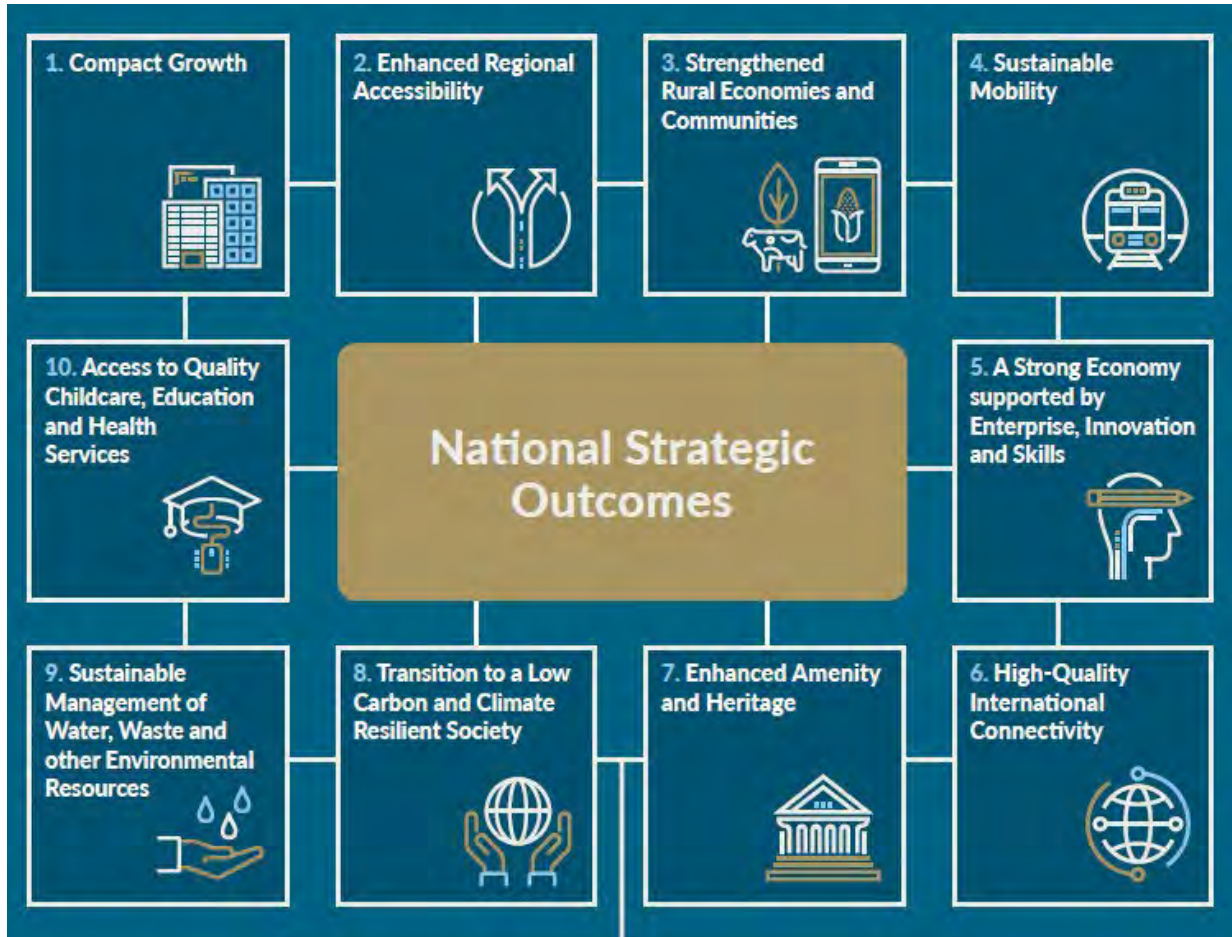 1. Compact Growth
2. Enhanced Regional
Accessibility
3. Strengthened
Rural Economies and
Communities
4. Sustainable
Mobility
10. Access to Quality
Childcare, Education
and Health
Services
National Strategic
Outcomes
5. A Strong Economy
supported by
Enterprise, Innovation
and Skills
9. Sustainable
Management of
Water, Waste and
other Environmental
Resources
8. Transition to a Low
Carbon and Climate
Resilient Society
7. Enhanced Amenity
and Heritage
6. High-Quality
International
Connectivity